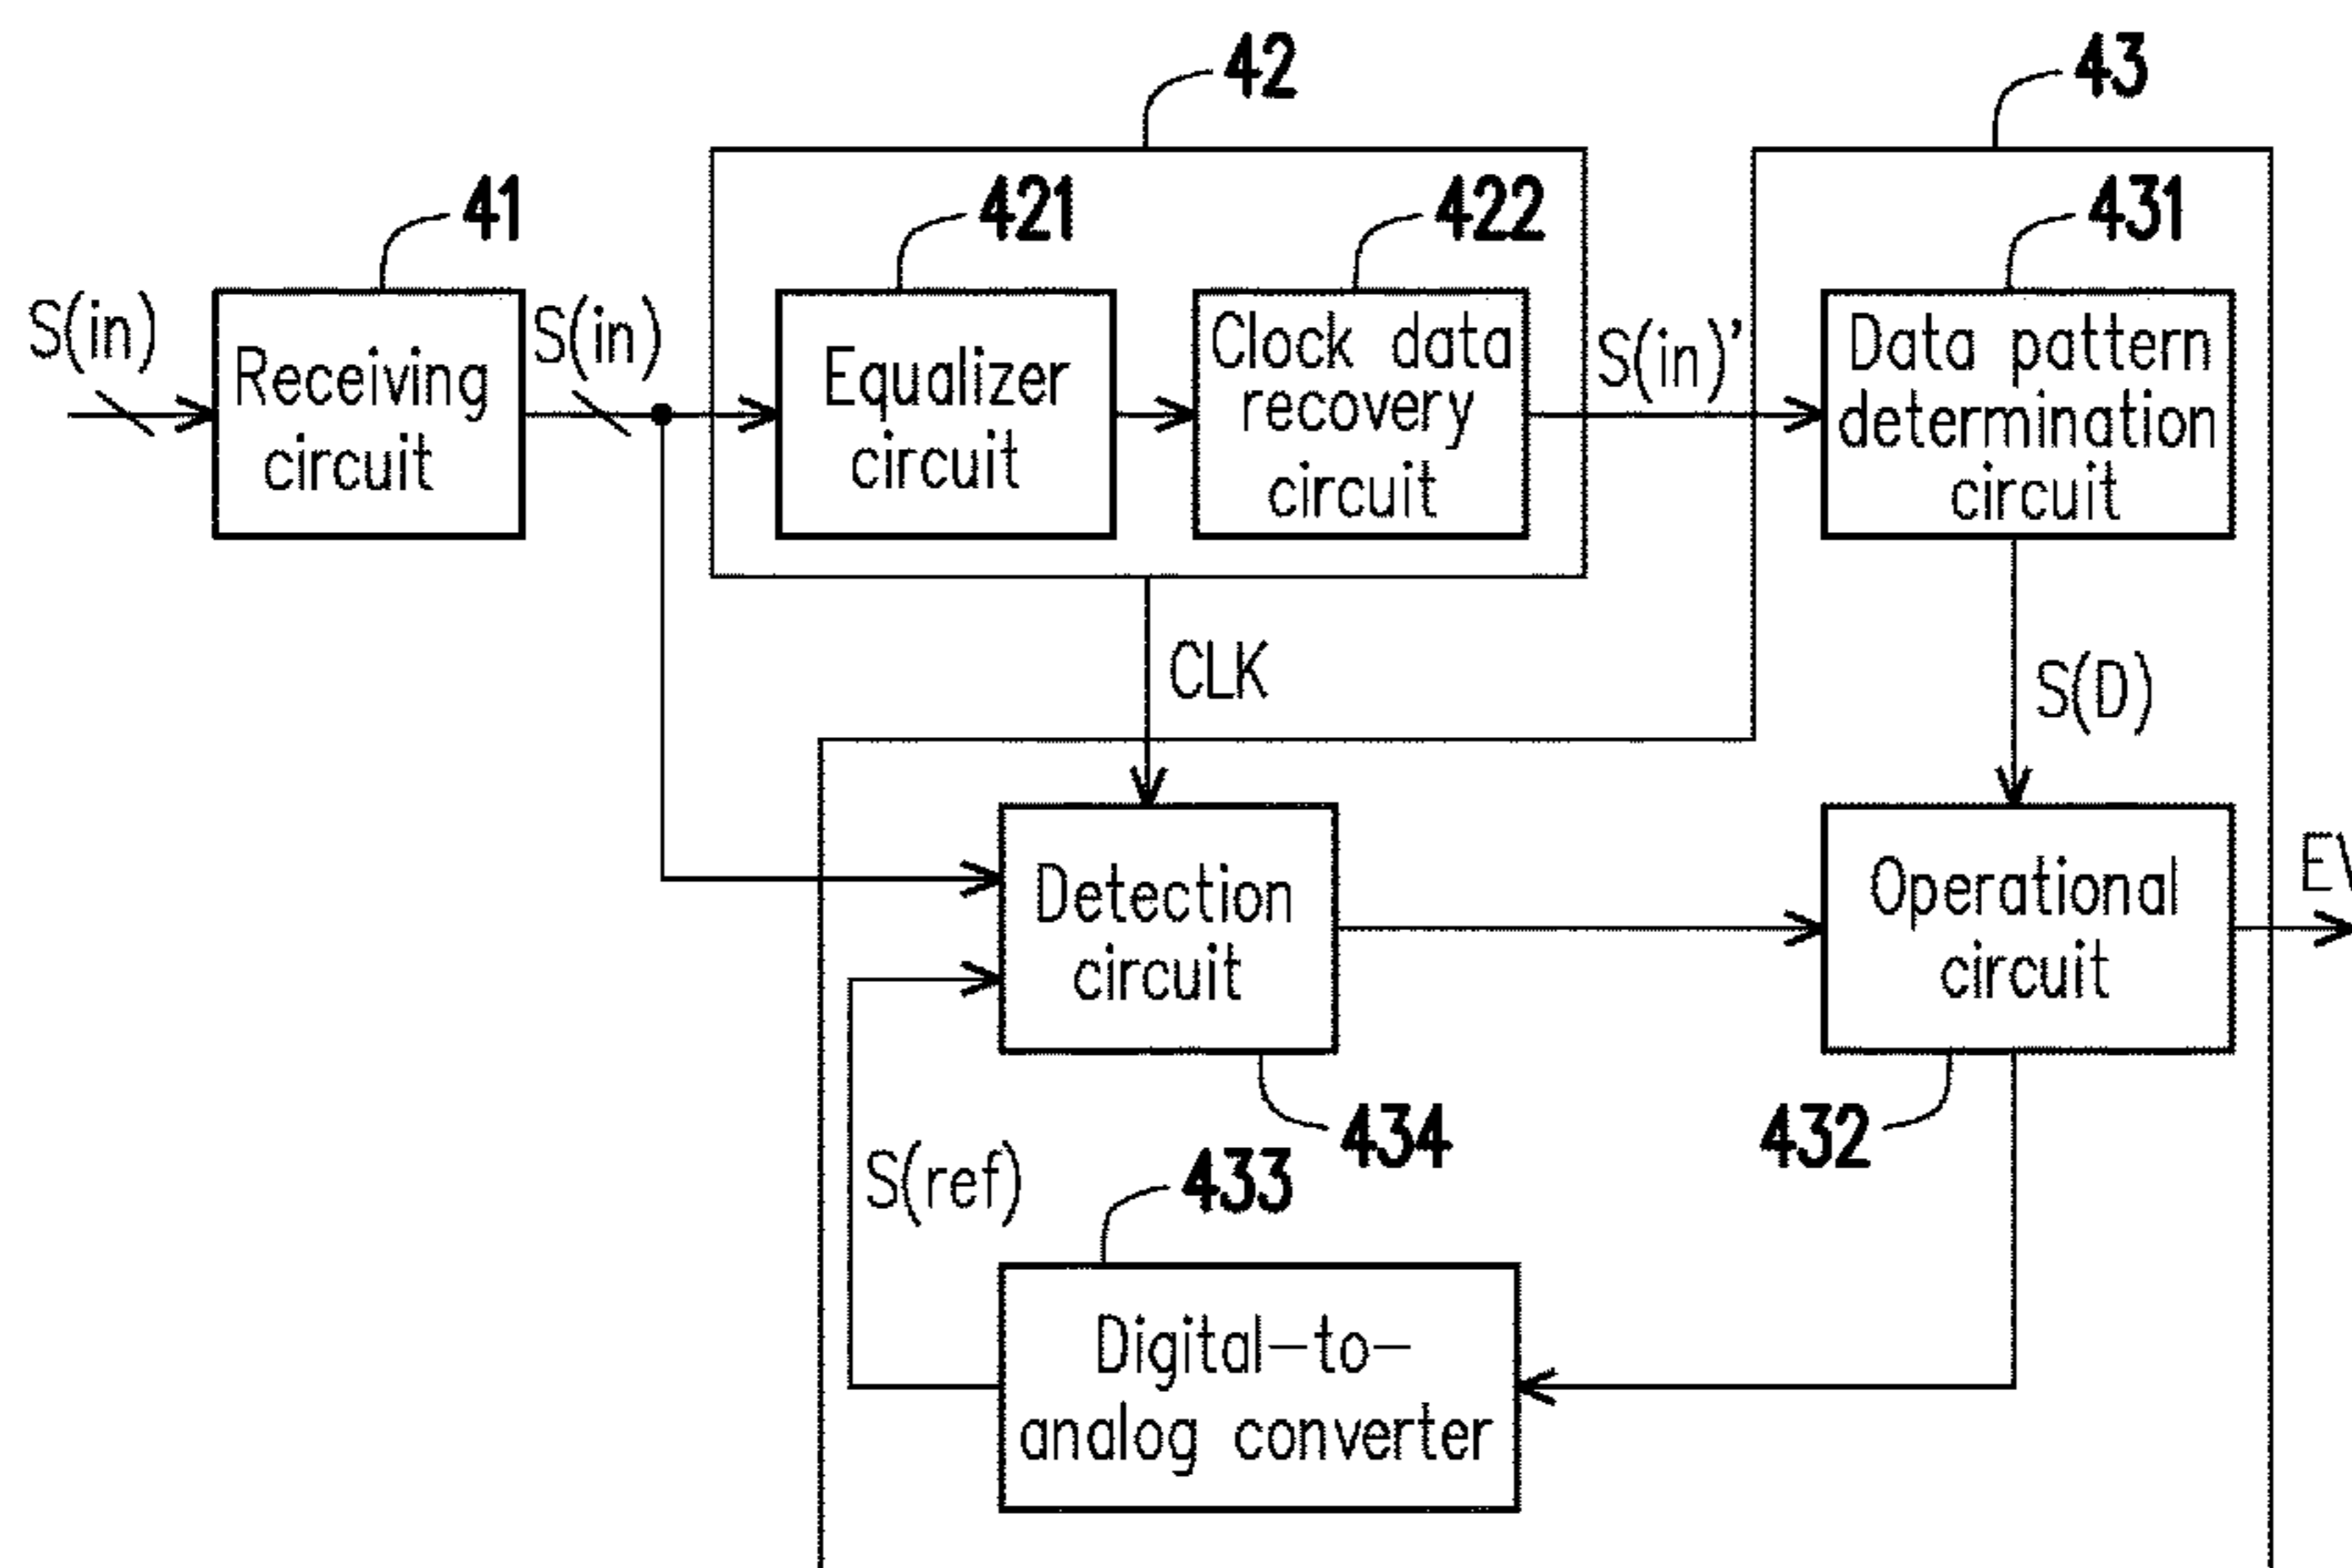 42
43
41
421
422
431
S(in)
S(in)
S(in)'
Receiving
circuit
Equalizer
circuit
Clock data
recovery
circuit
Data pattern
determination
circuit
CLK
S(D)
Detection
circuit
Operational
circuit
434
432
S(ref)
433
Digital-to-
analog converter